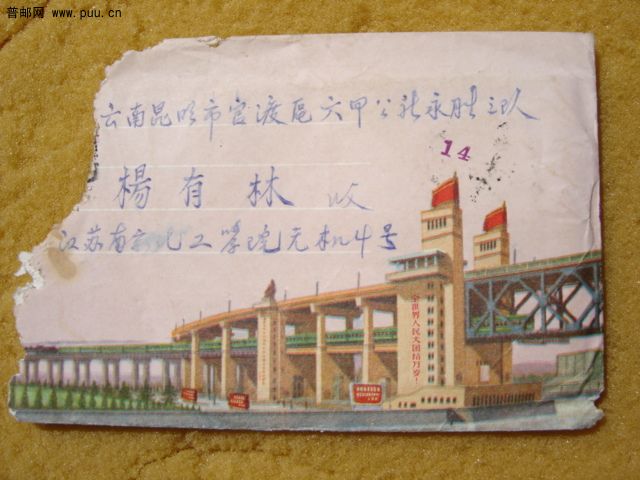 普邮网 www.puu.cn
云南昆明市官渡区六甲公社永胜三队
14
楊有林 收
江苏南京化工学院无机4号
全世界人民大团结万岁!